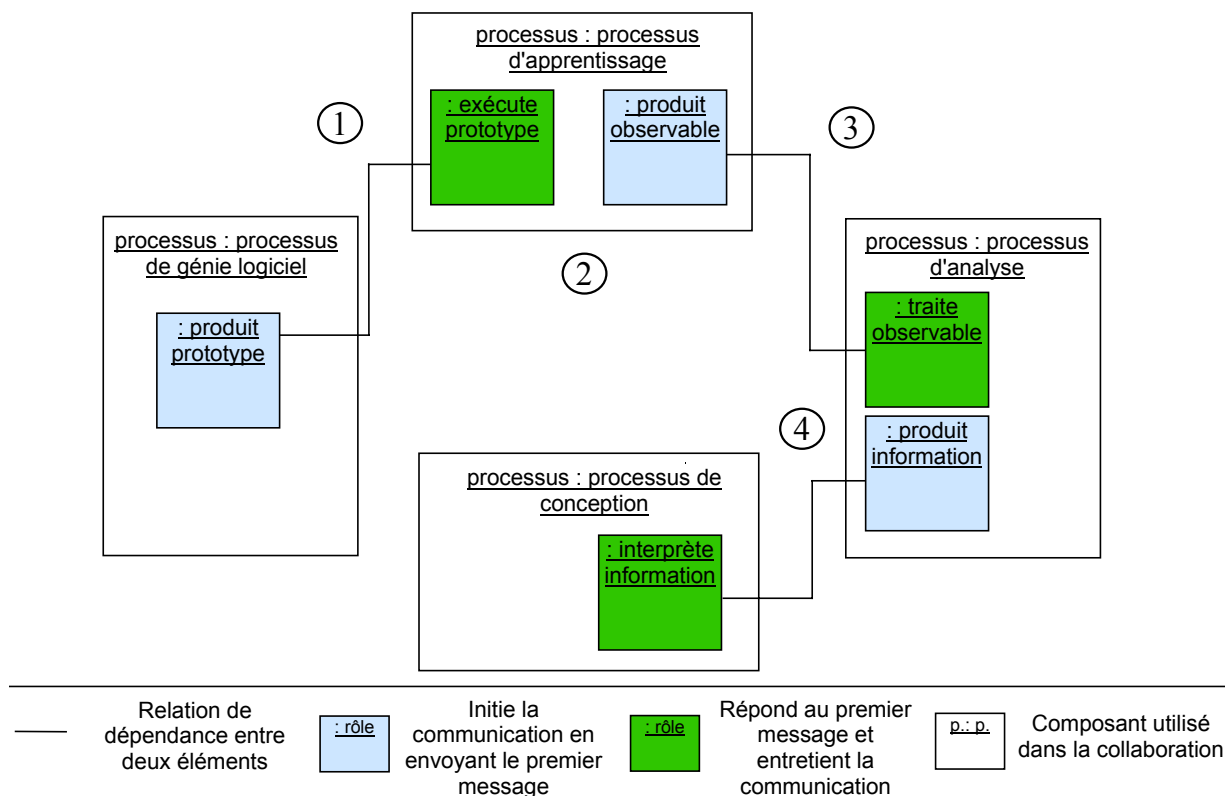 processus : processus
d'apprentissage
: exécute
prototype
: produit
observable
1
3
processus : processus
de génie logiciel
: produit
prototype
2
processus : processus
d'analyse
: traite
observable
: produit
information
4
processus : processus de
conception
: interprète
information
Relation de
dépendance entre
deux éléments
: rôle
Initie la
communication en
envoyant le premier
message
: rôle
Répond au premier
message et
entretient la
communication
p.: p.
Composant utilisé
dans la collaboration